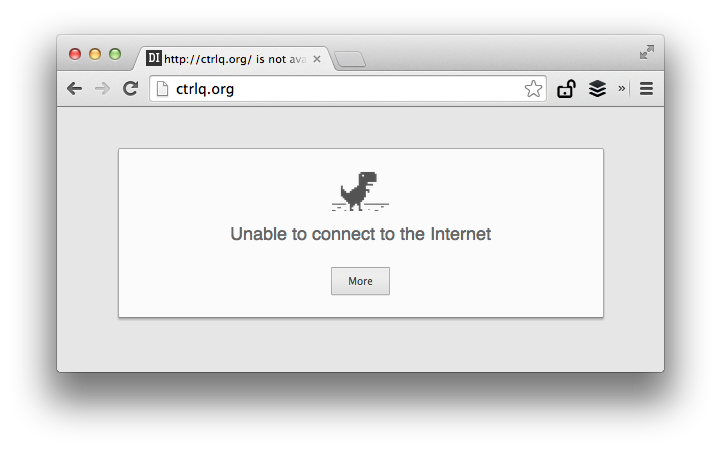 DI http://ctrlq.org/ is not ava
ctrlq.org
Unable to connect to the Internet
More